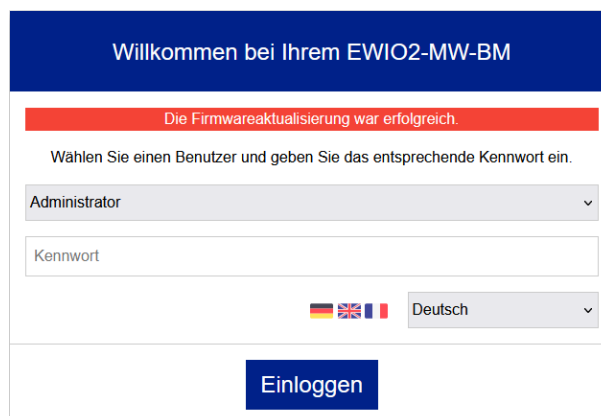 Willkommen bei Ihrem EWIO2-MW-BM
Die Firmwareaktualisierung war erfolgreich.
Wählen Sie einen Benutzer und geben Sie das entsprechende Kennwort ein.
Administrator
Kennwort
Deutsch
Einloggen